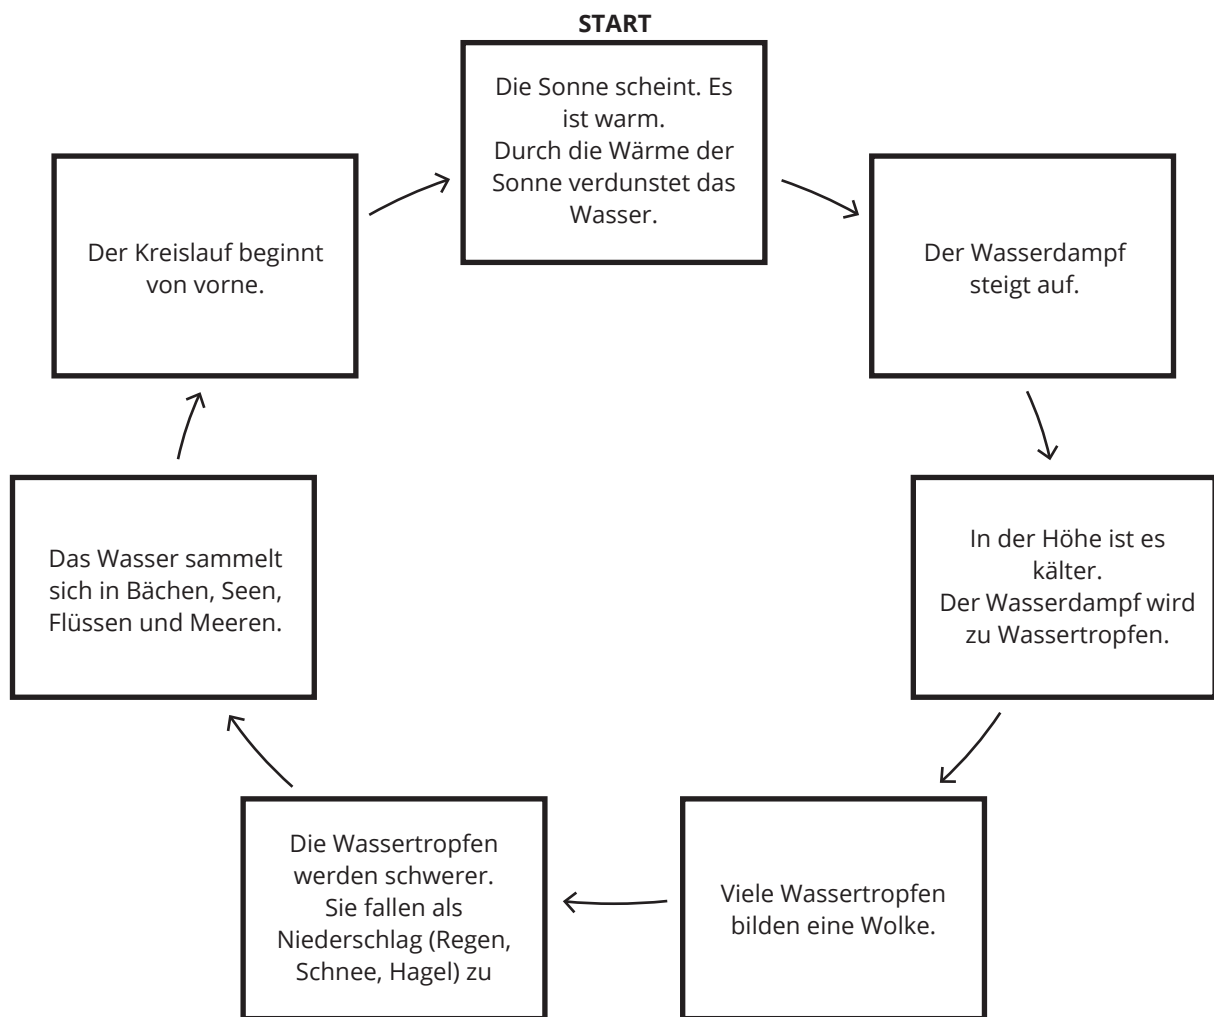 START
Die Sonne scheint. Es
ist warm.
Durch die Wärme der
Sonne verdunstet das
Wasser.
Der Wasserdampf
steigt auf.
In der Höhe ist es
kälter.
Der Wasserdampf wird
zu Wassertropfen.
Viele Wassertropfen
bilden eine Wolke.
Die Wassertropfen
werden schwerer.
Sie fallen als
Niederschlag (Regen,
Schnee, Hagel) zu
Das Wasser sammelt
sich in Bächen, Seen,
Flüssen und Meeren.
Der Kreislauf beginnt
von vorne.